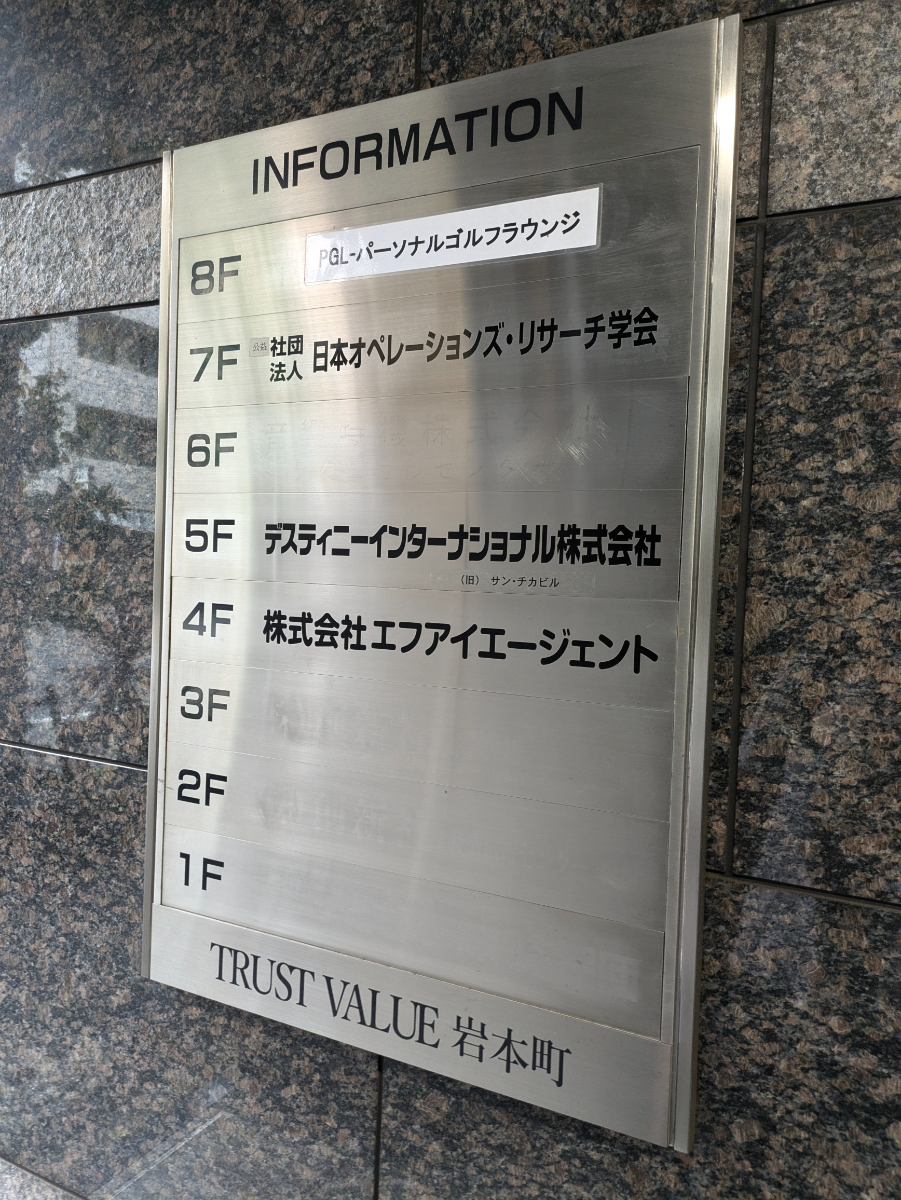 INFORMATION
8F PGL-パーソナルゴルフラウンジ
7F 公益 社団法人 日本オペレーションズ・リサーチ学会
6F
5F デスティニーインターナショナル株式会社
(旧) サン・チカビル
4F 株式会社エフアイエージェント
3F
2F
1F
TRUST VALUE 岩本町